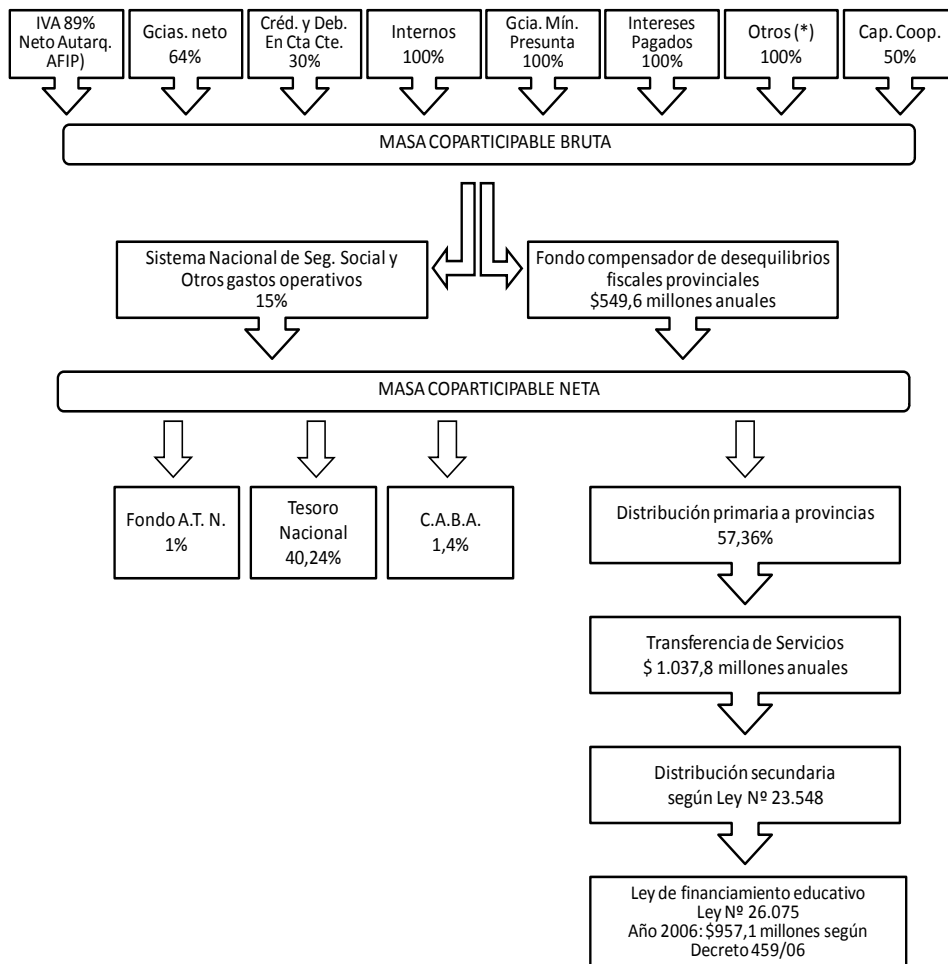 IVA 89%
Neto Autarq.
AFIP)
Gcias. neto
64%
Créd. y Deb.
En Cta Cte.
30%
Internos
100%
Gcia. Mín.
Presunta
100%
Intereses
Pagados
100%
Otros (*)
100%
Cap. Coop.
50%
MASA COPARTICIPABLE BRUTA
Sistema Nacional de Seg. Social y
Otros gastos operativos
15%
Fondo compensador de desequilibrios
fiscales provinciales
$549,6 millones anuales
MASA COPARTICIPABLE NETA
Fondo A.T. N.
1%
Tesoro
Nacional
40,24%
C.A.B.A.
1,4%
Distribución primaria a provincias
57,36%
Transferencia de Servicios
$ 1.037,8 millones anuales
Distribución secundaria
según Ley Nº 23.548
Ley de financiamiento educativo
Ley Nº 26.075
Año 2006: $957,1 millones según
Decreto 459/06